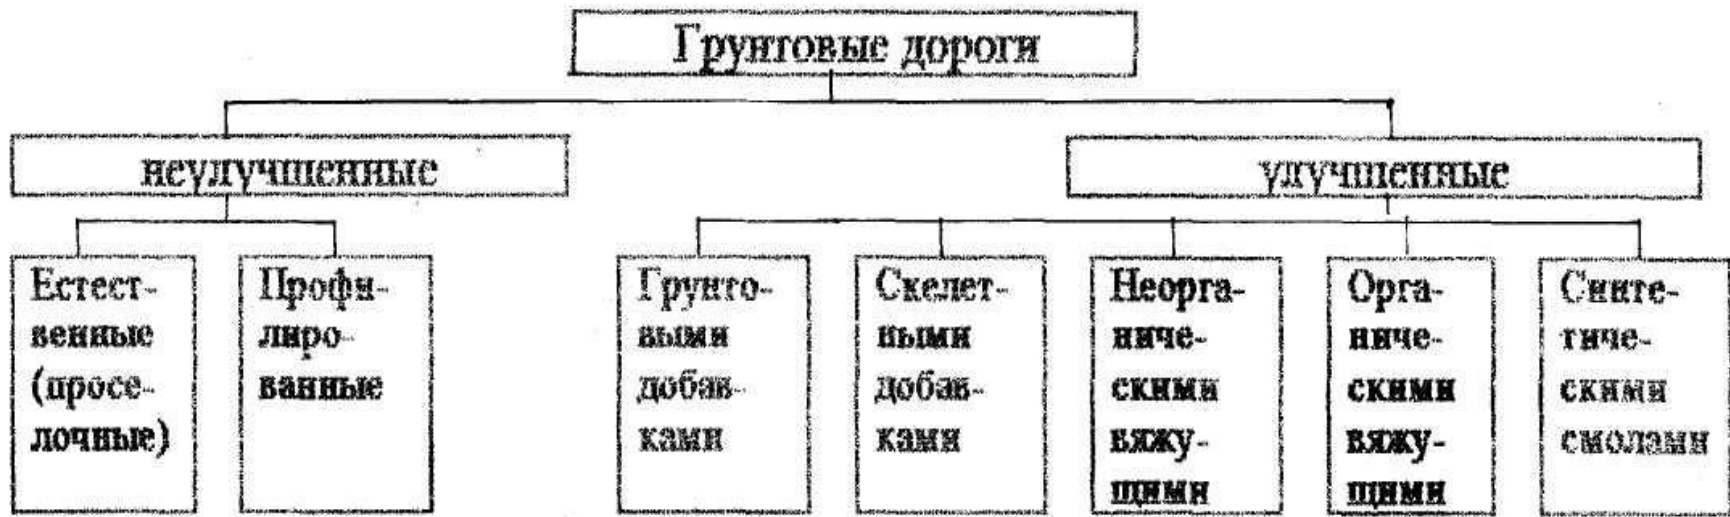 Грунтовые дороги
неулучшенные
улучшенные
Естест-
венные
(просе-
лочные)
Профи-
лиро-
ванные
Грунто-
выми
добав-
ками
Скелет-
ными
добав-
ками
Неорга-
ниче-
скими
вяжу-
щими
Орга-
ниче-
скими
вяжу-
щими
Синте-
тиче-
скими
смолами